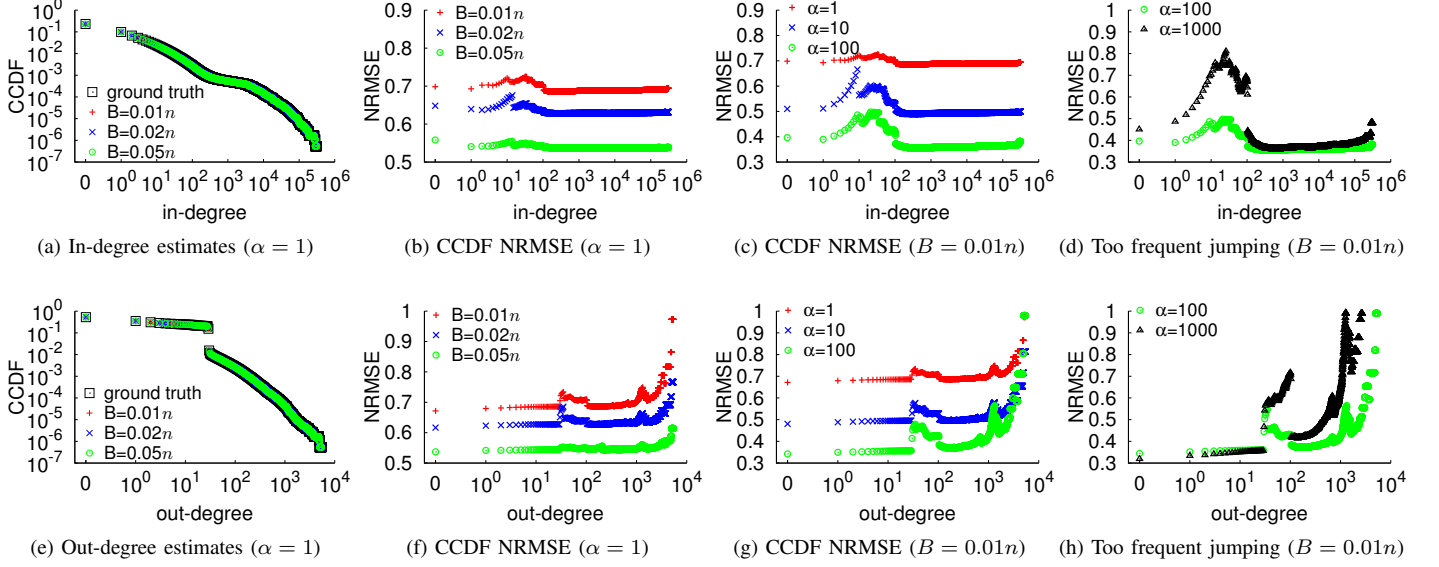 10^0
10^-1
10^-2
10^-3
10^-4
10^-5
10^-6
10^-7
CCDF
ground truth
B=0.01n
B=0.02n
B=0.05n
0 10^0 10^1 10^2 10^3 10^4 10^5 10^6
in-degree
(a) In-degree estimates (α = 1)
0.9
0.8
0.7
0.6
0.5
NRMSE
B=0.01n
B=0.02n
B=0.05n
0 10^0 10^1 10^2 10^3 10^4 10^5 10^6
in-degree
(b) CCDF NRMSE (α = 1)
0.9
0.8
0.7
0.6
0.5
0.4
0.3
NRMSE
α=1
α=10
α=100
0 10^0 10^1 10^2 10^3 10^4 10^5 10^6
in-degree
(c) CCDF NRMSE (B = 0.01n)
1
0.9
0.8
0.7
0.6
0.5
0.4
0.3
NRMSE
α=100
α=1000
0 10^0 10^1 10^2 10^3 10^4 10^5 10^6
in-degree
(d) Too frequent jumping (B = 0.01n)
10^0
10^-1
10^-2
10^-3
10^-4
10^-5
10^-6
10^-7
CCDF
ground truth
B=0.01n
B=0.02n
B=0.05n
0 10^0 10^1 10^2 10^3 10^4
out-degree
(e) Out-degree estimates (α = 1)
1
0.9
0.8
0.7
0.6
0.5
NRMSE
B=0.01n
B=0.02n
B=0.05n
0 10^0 10^1 10^2 10^3 10^4
out-degree
(f) CCDF NRMSE (α = 1)
1
0.9
0.8
0.7
0.6
0.5
0.4
0.3
NRMSE
α=1
α=10
α=100
0 10^0 10^1 10^2 10^3 10^4
out-degree
(g) CCDF NRMSE (B = 0.01n)
1
0.9
0.8
0.7
0.6
0.5
0.4
0.3
NRMSE
α=100
α=1000
0 10^0 10^1 10^2 10^3 10^4
out-degree
(h) Too frequent jumping (B = 0.01n)